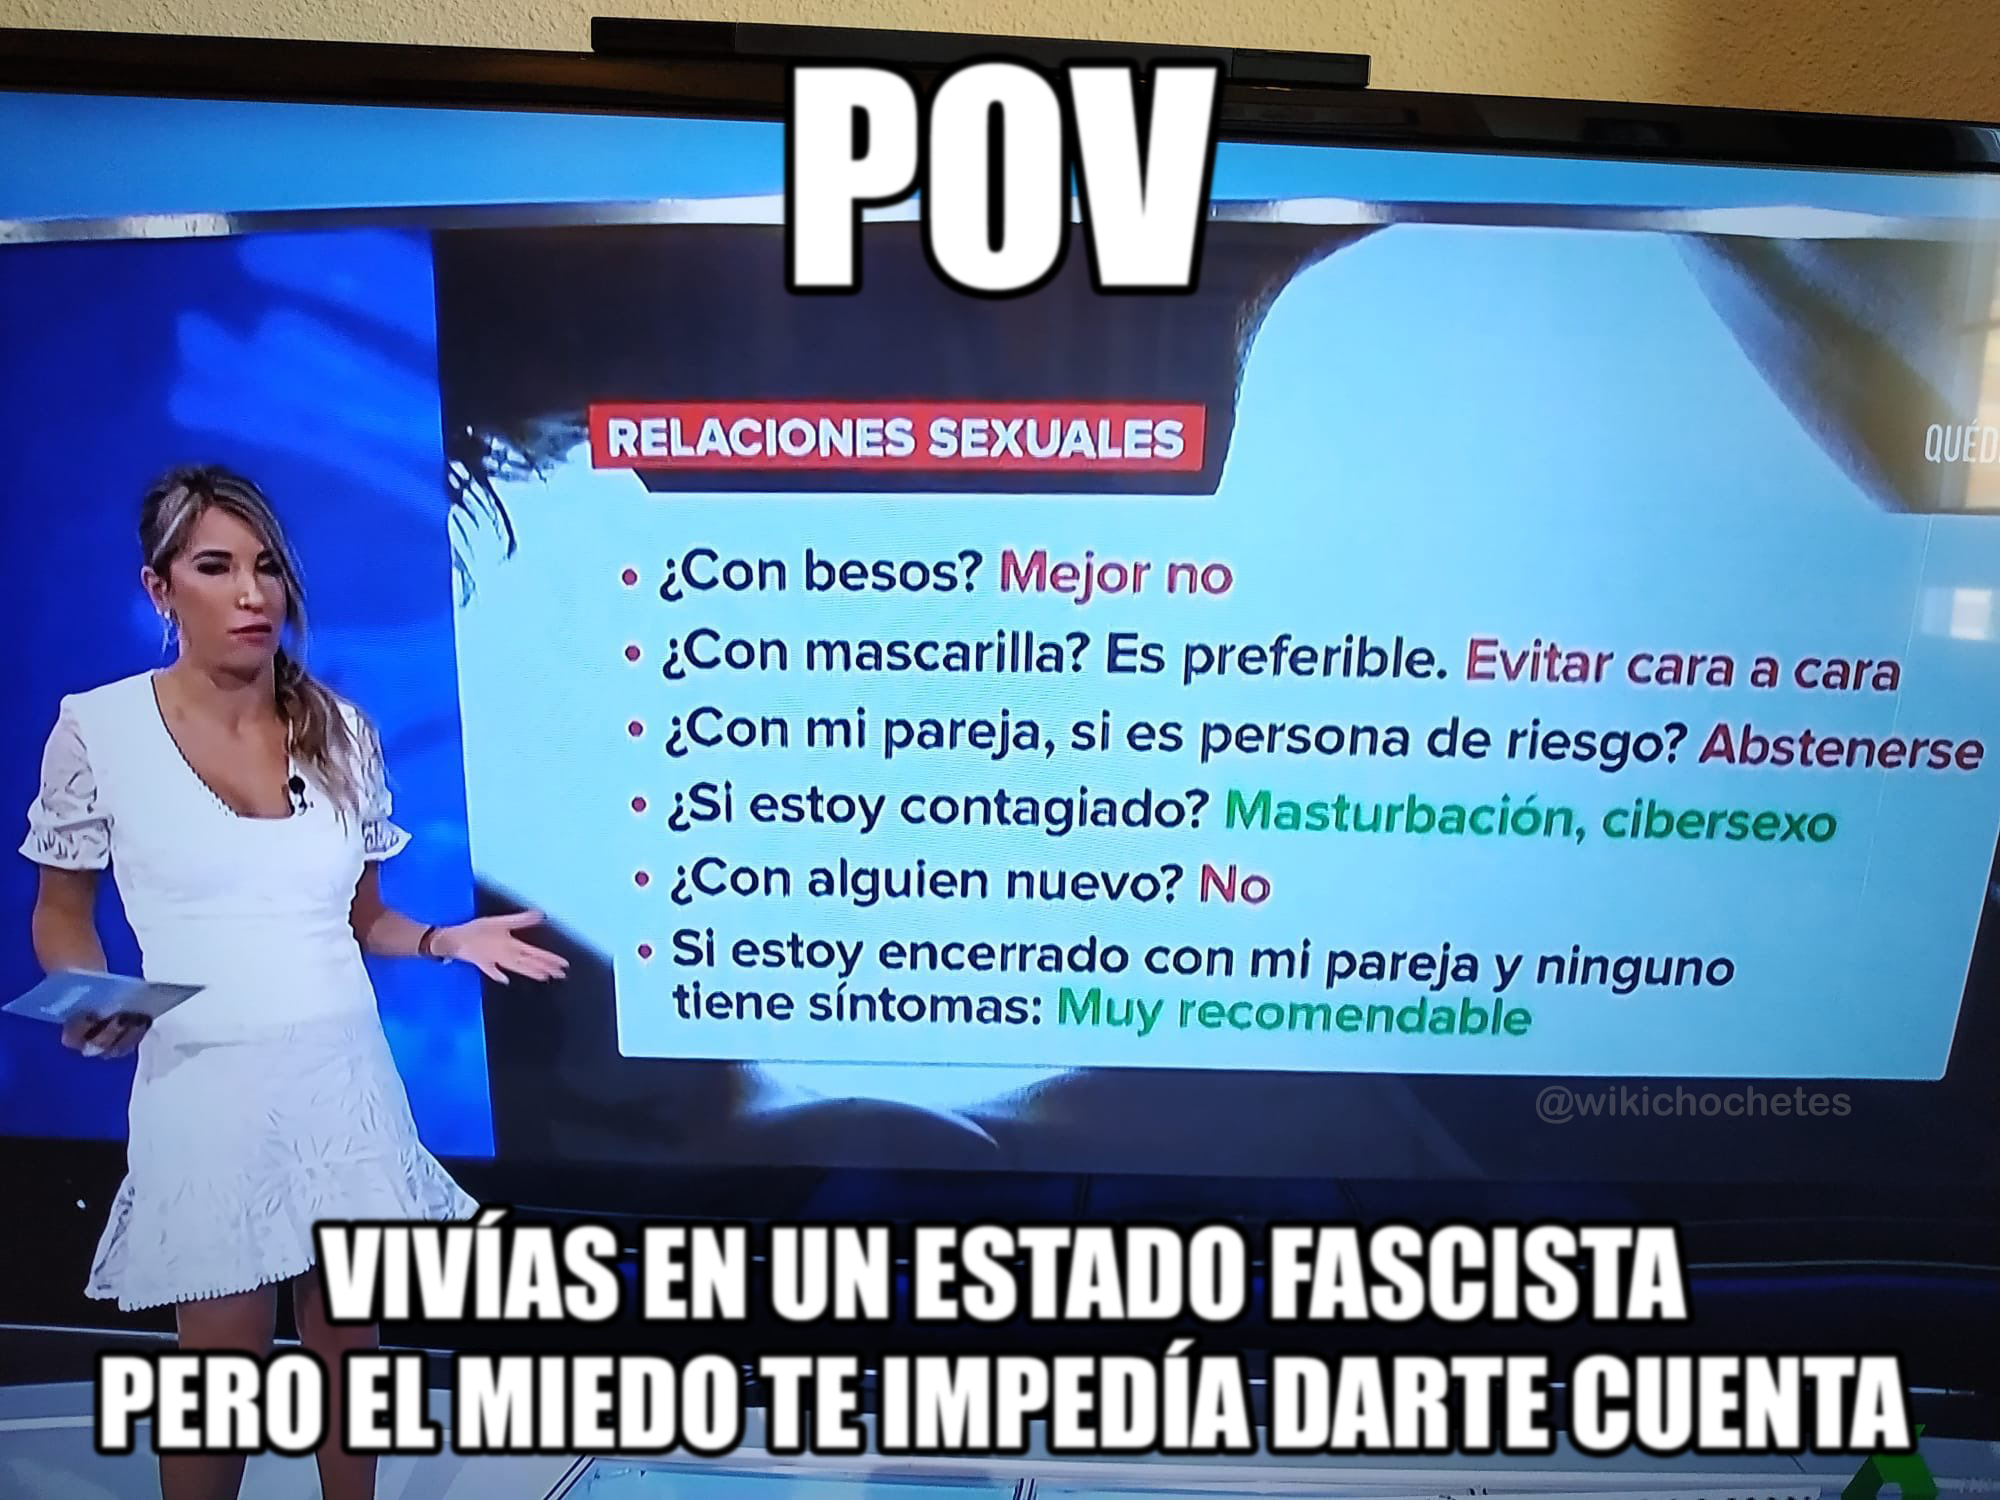 POV
RELACIONES SEXUALES
QUÉD
• ¿Con besos? Mejor no
• ¿Con mascarilla? Es preferible. Evitar cara a cara
• ¿Con mi pareja, si es persona de riesgo? Abstenerse
• ¿Si estoy contagiado? Masturbación, cibersexo
• ¿Con alguien nuevo? No
• Si estoy encerrado con mi pareja y ninguno
tiene síntomas: Muy recomendable
@wikichochetes
VIVÍAS EN UN ESTADO FASCISTA
PERO EL MIEDO TE IMPEDÍA DARTE CUENTA